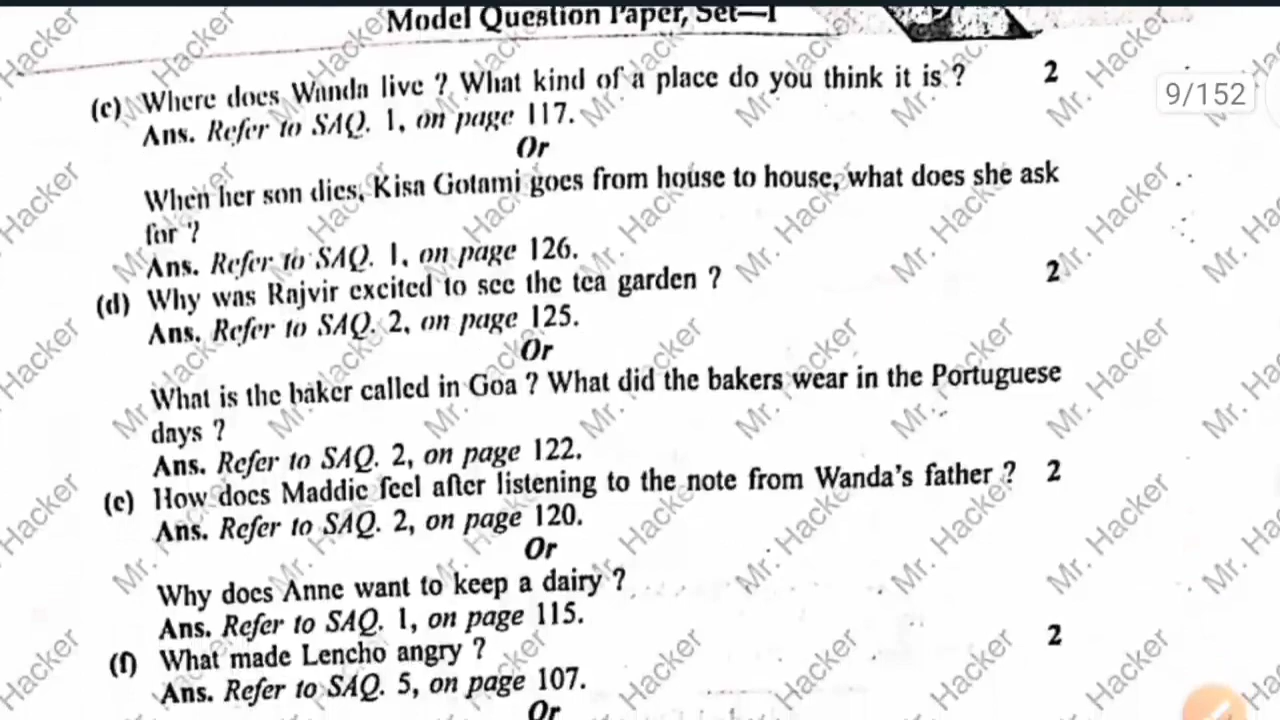 Model Question Paper, Set—I
9/152
(c) Where does Wanda live ? What kind of a place do you think it is ? 2
Ans. Refer to SAQ. 1, on page 117.
Or
When her son dies, Kisa Gotami goes from house to house, what does she ask
for ?
Ans. Refer to SAQ. 1, on page 126.
(d) Why was Rajvir excited to see the tea garden ? 2
Ans. Refer to SAQ. 2, on page 125.
Or
What is the baker called in Goa ? What did the bakers wear in the Portuguese
days ?
Ans. Refer to SAQ. 2, on page 122.
(e) How does Maddie feel after listening to the note from Wanda's father ? 2
Ans. Refer to SAQ. 2, on page 120.
Or
Why does Anne want to keep a dairy ?
Ans. Refer to SAQ. 1, on page 115.
(f) What made Lencho angry ? 2
Ans. Refer to SAQ. 5, on page 107.
Or
Mr. Hacker